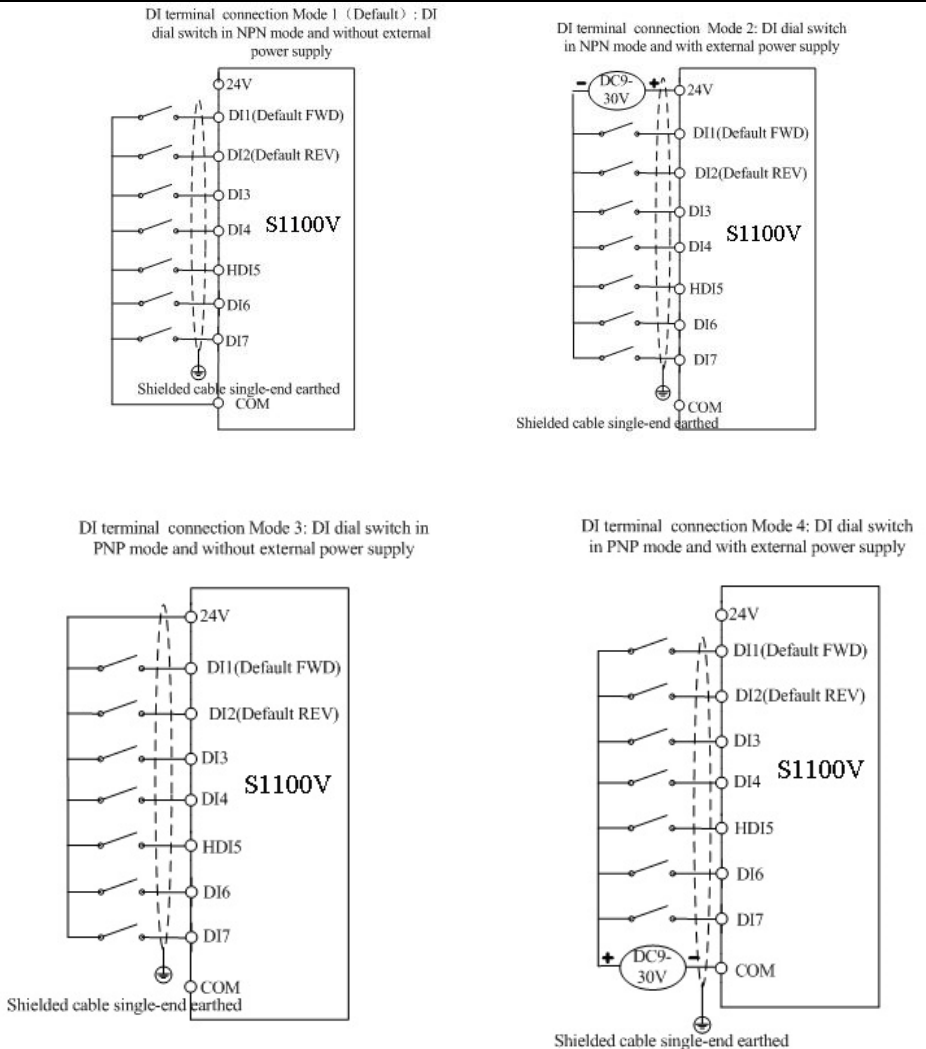 DI terminal connection Mode 1（Default）: DI
dial switch in NPN mode and without external
power supply
24V
DI1(Default FWD)
DI2(Default REV)
DI3
DI4
S1100V
HDI5
DI6
DI7
Shielded cable single-end earthed
COM
DI terminal connection Mode 2: DI dial switch
in NPN mode and with external power supply
-
DC9-
30V
+
24V
DI1(Default FWD)
DI2(Default REV)
DI3
S1100V
DI4
HDI5
DI6
DI7
COM
Shielded cable single-end earthed
DI terminal connection Mode 3: DI dial switch in
PNP mode and without external power supply
24V
DI1(Default FWD)
DI2(Default REV)
DI3
S1100V
DI4
HDI5
DI6
DI7
COM
Shielded cable single-end earthed
DI terminal connection Mode 4: DI dial switch
in PNP mode and with external power supply
24V
DI1(Default FWD)
DI2(Default REV)
DI3
S1100V
DI4
HDI5
DI6
DI7
+
DC9-
30V
-
COM
Shielded cable single-end earthed